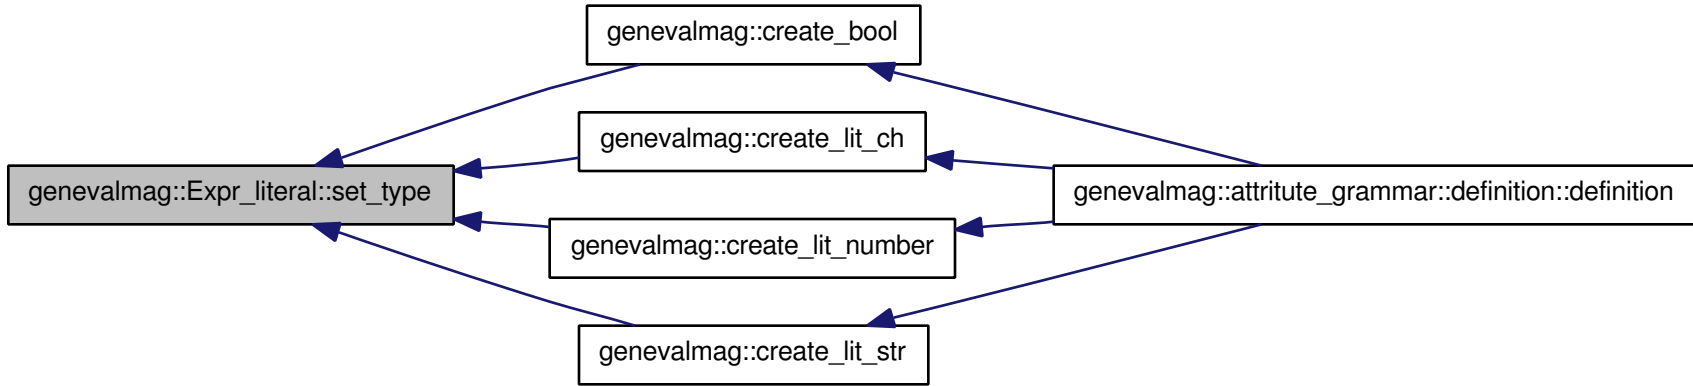 genevalmag::create_bool
genevalmag::create_lit_ch
genevalmag::Expr_literal::set_type
genevalmag::attritute_grammar::definition::definition
genevalmag::create_lit_number
genevalmag::create_lit_str